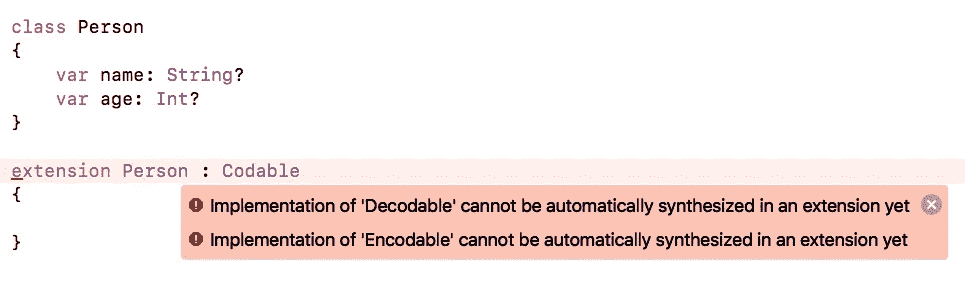 class Person
{
var name: String?
var age: Int?
}
extension Person : Codable
{
Implementation of 'Decodable' cannot be automatically synthesized in an extension yet
Implementation of 'Encodable' cannot be automatically synthesized in an extension yet
}